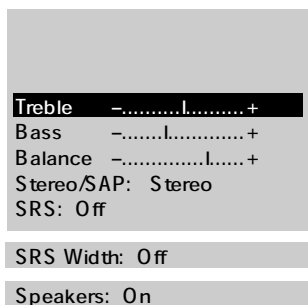 Treble –..........I..........+
Bass –.......I.............+
Balance –..............I......+
Stereo/SAP: Stereo
SRS: Off
SRS Width: Off
Speakers: On